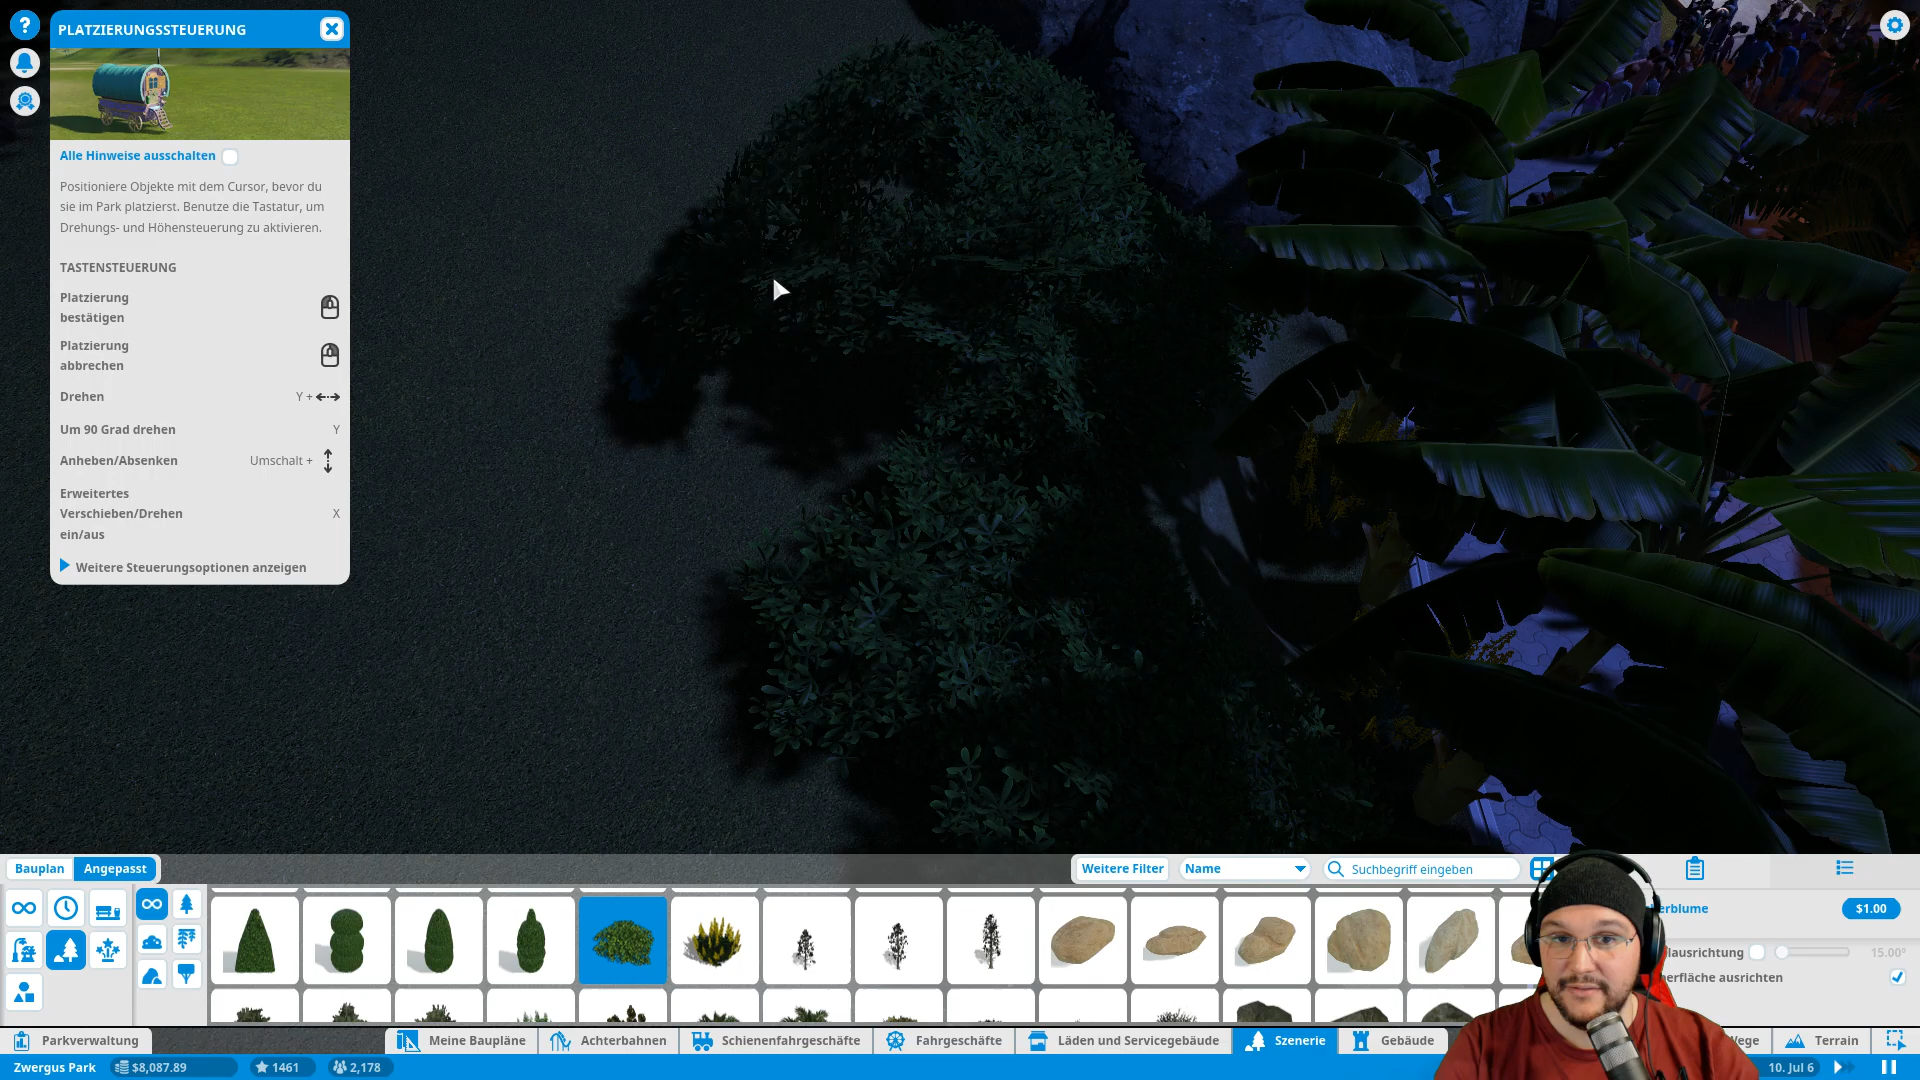 PLATZIERUNGSSTEUERUNG
Alle Hinweise ausschalten
Positioniere Objekte mit dem Cursor, bevor du
sie im Park platzierst. Benutze die Tastatur, um
Drehungs- und Höhensteuerung zu aktivieren.
TASTENSTEUERUNG
Platzierung
bestätigen
Platzierung
abbrechen
Drehen Y +
Um 90 Grad drehen Y
Anheben/Absenken Umschalt +
Erweitertes
Verschieben/Drehen X
ein/aus
Weitere Steuerungsoptionen anzeigen
Bauplan Angepasst
Weitere Filter Name Suchbegriff eingeben
$1.00
15.00°
ausrichten
Parkverwaltung Meine Baupläne Achterbahnen Schienenfahrgeschäfte Fahrgeschäfte Läden und Servicegebäude Szenerie Gebäude Terrain
Zwergus Park $8,087.89 1461 2,178 10. Jul 6